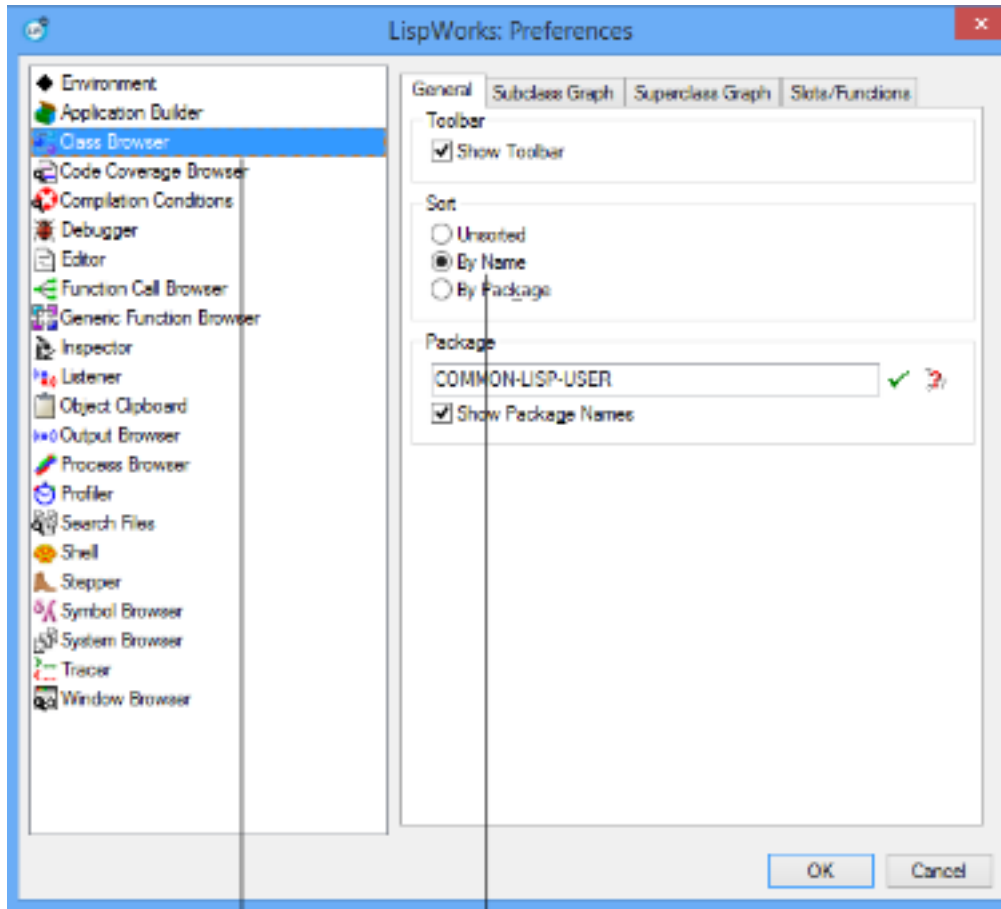 LispWorks: Preferences
Environment
Application Builder
Class Browser
Code Coverage Browser
Compilation Conditions
Debugger
Editor
Function Call Browser
Generic Function Browser
Inspector
Listener
Object Clipboard
Output Browser
Process Browser
Profiler
Search Files
Shell
Stepper
Symbol Browser
System Browser
Tracer
Window Browser
General Subclass Graph Superclass Graph Slots/Functions
Toolbar
Show Toolbar
Sort
Unsorted
By Name
By Package
Package
COMMON-LISP-USER
Show Package Names
OK Cancel